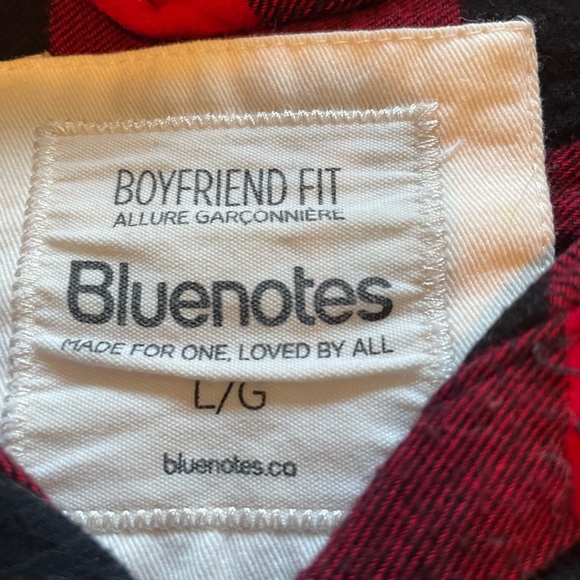 BOYFRIEND FIT
ALLURE GARÇONNIÈRE
Bluenotes
MADE FOR ONE, LOVED BY ALL
L/G
bluenotes.ca